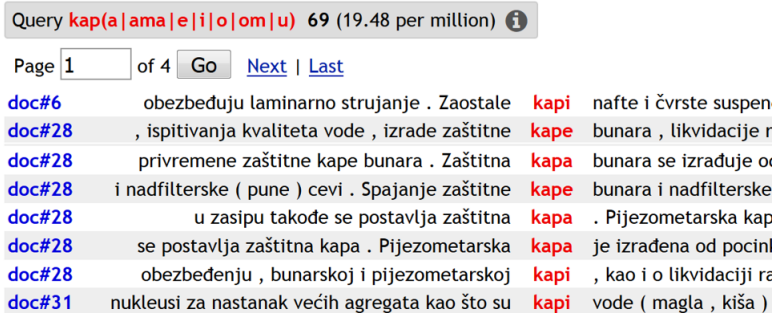 Query kap(a|ama|e|i|o|om|u) 69 (19.48 per million) i
Page 1 of 4 Go Next | Last
doc#6 obezbeđuju laminarno strujanje . Zaostale kapi nafte i čvrste
doc#28 , ispitivanja kvaliteta vode , izrade zaštitne kape bunara , likvidacije
doc#28 privremene zaštitne kape bunara . Zaštitna kapa bunara se izrađuje
doc#28 i nadfilterske ( pune ) cevi . Spajanje zaštitne kape bunara i nadfilterske
doc#28 u zasipu takođe se postavlja zaštitna kapa . Pijezometarska kap
doc#28 se postavlja zaštitna kapa . Pijezometarska kapa je izrađena od
doc#28 obezbeđenju , bunarskoj i pijezometarskoj kapi , kao i o likvidaciji
doc#31 nukleusi za nastanak većih agregata kao što su kapi vode ( magla , kiša )